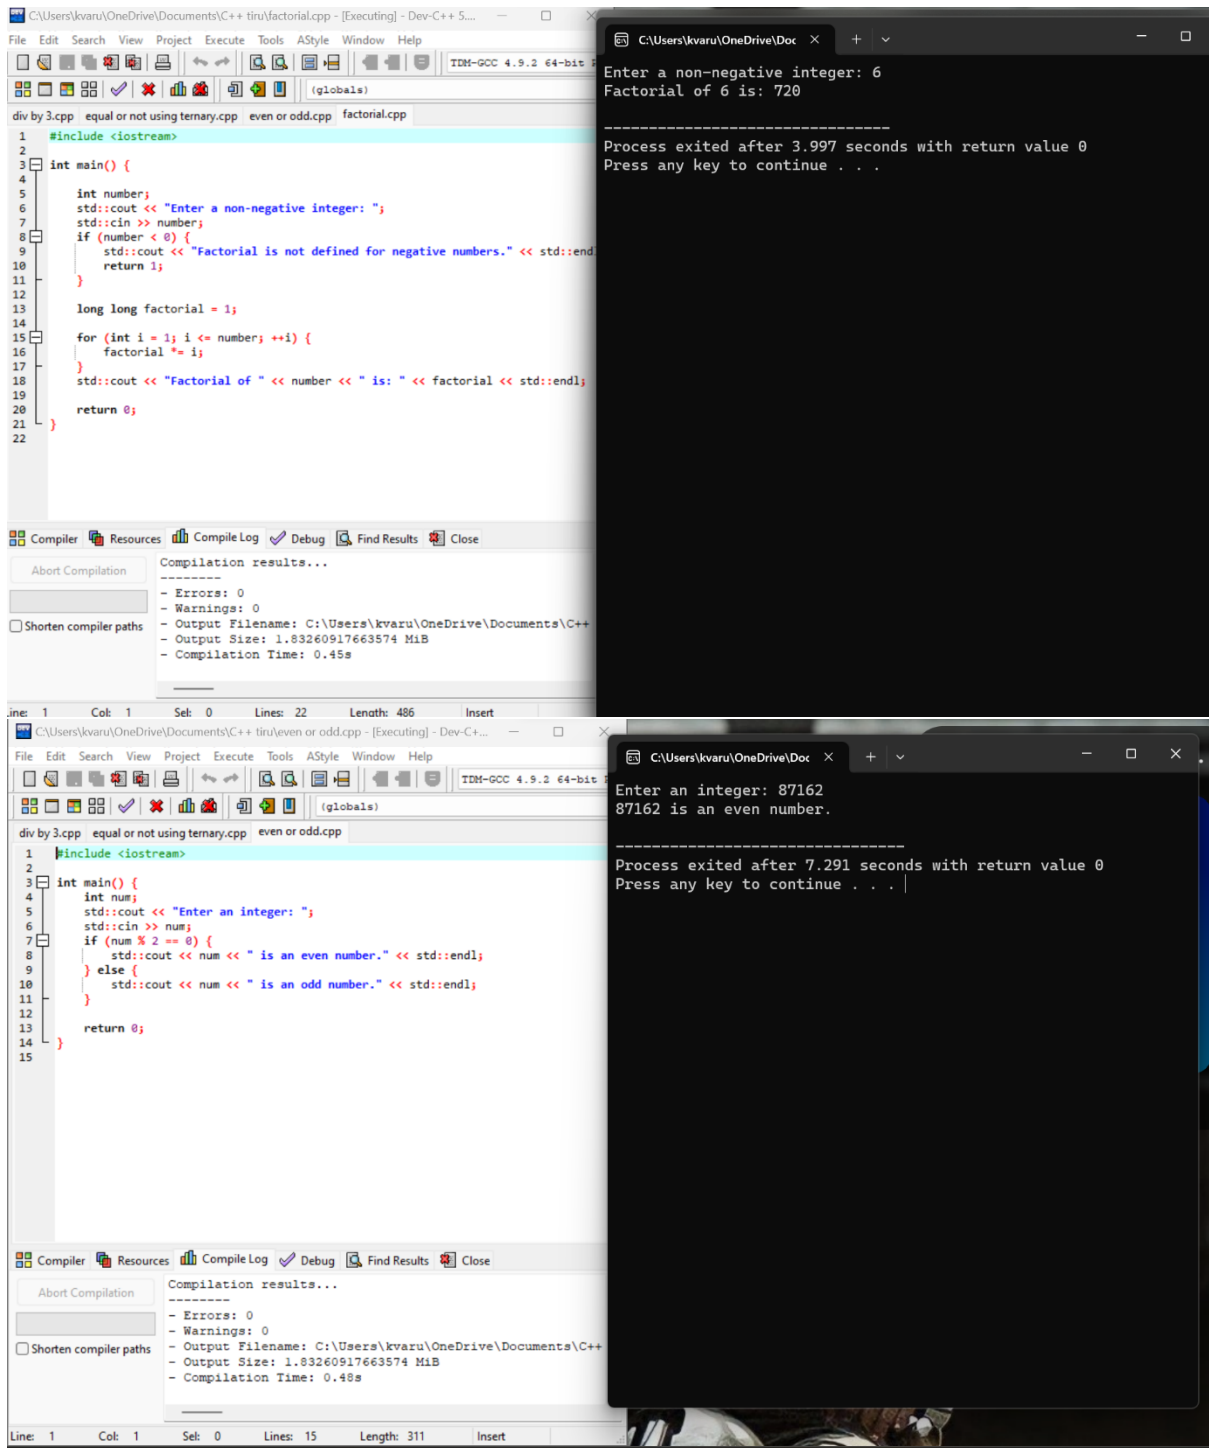 C:\Users\kvaru\OneDrive\Documents\C++ tiru\factorial.cpp - [Executing] - Dev-C++ 5....
File Edit Search View Project Execute Tools AStyle Window Help
TDM-GCC 4.9.2 64-bit
(globals)
div by 3.cpp equal or not using ternary.cpp even or odd.cpp factorial.cpp
1 #include <iostream>
2
3 int main() {
4
5 int number;
6 std::cout << "Enter a non-negative integer: ";
7 std::cin >> number;
8 if (number < 0) {
9 std::cout << "Factorial is not defined for negative numbers." << std::end
10 return 1;
11 }
12
13 long long factorial = 1;
14
15 for (int i = 1; i <= number; ++i) {
16 factorial *= i;
17 }
18 std::cout << "Factorial of " << number << " is: " << factorial << std::endl;
19
20 return 0;
21 }
22
Compiler Resources Compile Log Debug Find Results Close
Abort Compilation
Shorten compiler paths
Compilation results...
--------
- Errors: 0
- Warnings: 0
- Output Filename: C:\Users\kvaru\OneDrive\Documents\C++
- Output Size: 1.83260917663574 MiB
- Compilation Time: 0.45s
Line: 1 Col: 1 Sel: 0 Lines: 22 Length: 486 Insert
C:\Users\kvaru\OneDrive\Doc
Enter a non-negative integer: 6
Factorial of 6 is: 720
--------------------------------
Process exited after 3.997 seconds with return value 0
Press any key to continue . . .
C:\Users\kvaru\OneDrive\Documents\C++ tiru\even or odd.cpp - [Executing] - Dev-C+...
File Edit Search View Project Execute Tools AStyle Window Help
TDM-GCC 4.9.2 64-bit
(globals)
div by 3.cpp equal or not using ternary.cpp even or odd.cpp
1 #include <iostream>
2
3 int main() {
4 int num;
5 std::cout << "Enter an integer: ";
6 std::cin >> num;
7 if (num % 2 == 0) {
8 std::cout << num << " is an even number." << std::endl;
9 } else {
10 std::cout << num << " is an odd number." << std::endl;
11 }
12
13 return 0;
14 }
15
Compiler Resources Compile Log Debug Find Results Close
Abort Compilation
Shorten compiler paths
Compilation results...
--------
- Errors: 0
- Warnings: 0
- Output Filename: C:\Users\kvaru\OneDrive\Documents\C++
- Output Size: 1.83260917663574 MiB
- Compilation Time: 0.48s
Line: 1 Col: 1 Sel: 0 Lines: 15 Length: 311 Insert
C:\Users\kvaru\OneDrive\Doc
Enter an integer: 87162
87162 is an even number.
--------------------------------
Process exited after 7.291 seconds with return value 0
Press any key to continue . . .